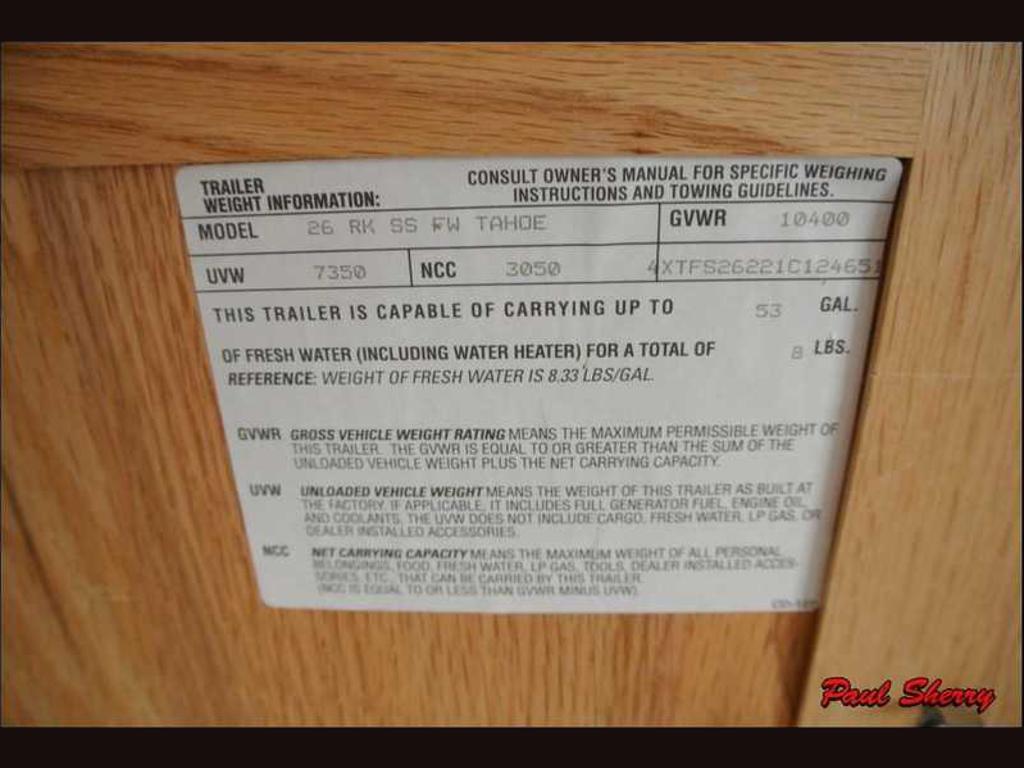 TRAILER
WEIGHT INFORMATION:
CONSULT OWNER'S MANUAL FOR SPECIFIC WEIGHING
INSTRUCTIONS AND TOWING GUIDELINES.
MODEL 26 RK SS FW TAHOE GVWR 10400
UVW 7350 NCC 3050 4XTFS26221C124651
THIS TRAILER IS CAPABLE OF CARRYING UP TO 53 GAL.
OF FRESH WATER (INCLUDING WATER HEATER) FOR A TOTAL OF 8 LBS.
REFERENCE: WEIGHT OF FRESH WATER IS 8.33 LBS/GAL.
GVWR GROSS VEHICLE WEIGHT RATING MEANS THE MAXIMUM PERMISSIBLE WEIGHT OF
THIS TRAILER. THE GVWR IS EQUAL TO OR GREATER THAN THE SUM OF THE
UNLOADED VEHICLE WEIGHT PLUS THE NET CARRYING CAPACITY.
UVW UNLOADED VEHICLE WEIGHT MEANS THE WEIGHT OF THIS TRAILER AS BUILT AT
THE FACTORY. IF APPLICABLE, IT INCLUDES FULL GENERATOR FUEL, ENGINE OIL,
AND COOLANTS. THE UVW DOES NOT INCLUDE CARGO, FRESH WATER, LP GAS, OR
DEALER INSTALLED ACCESSORIES.
NCC NET CARRYING CAPACITY MEANS THE MAXIMUM WEIGHT OF ALL PERSONAL
BELONGINGS, FOOD, FRESH WATER, LP GAS, TOOLS, DEALER INSTALLED ACCES-
SORIES, ETC., THAT CAN BE CARRIED BY THIS TRAILER.
(NCC IS EQUAL TO OR LESS THAN GVWR MINUS UVW).
Paul Sherry